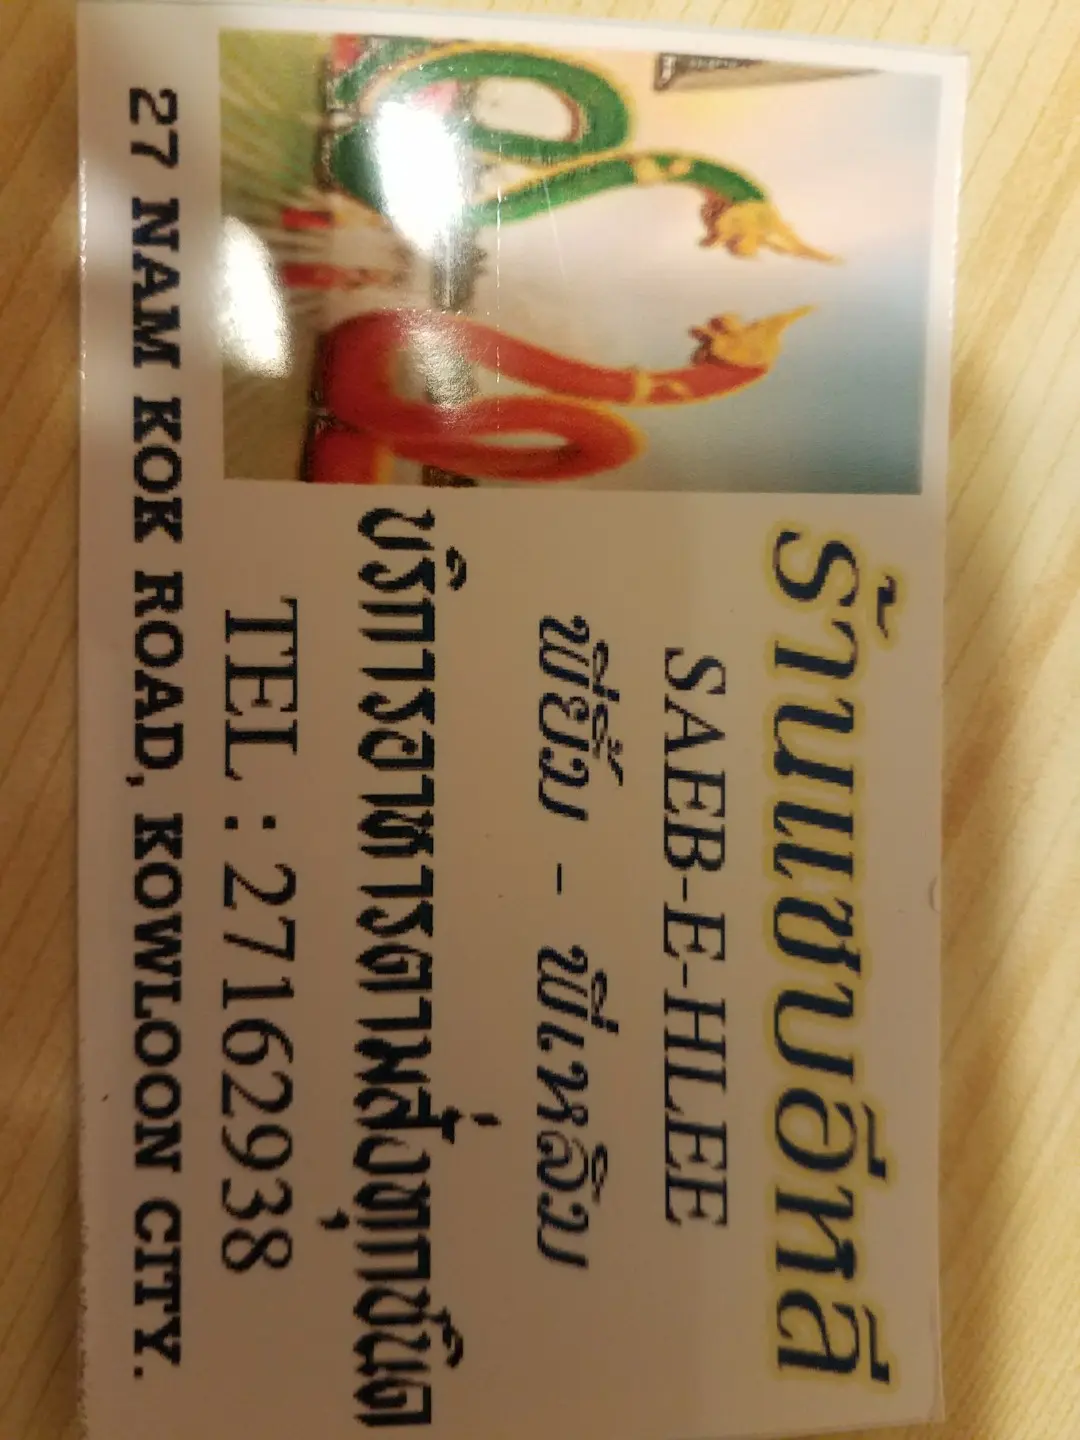 ร้านแซบอีหลี
SAEB-E-HLEE
พี่ยิ้ม - พี่เหลิม
บริการอาหารตามสั่งทุกชนิด
TEL : 27162938
27 NAM KOK ROAD, KOWLOON CITY.